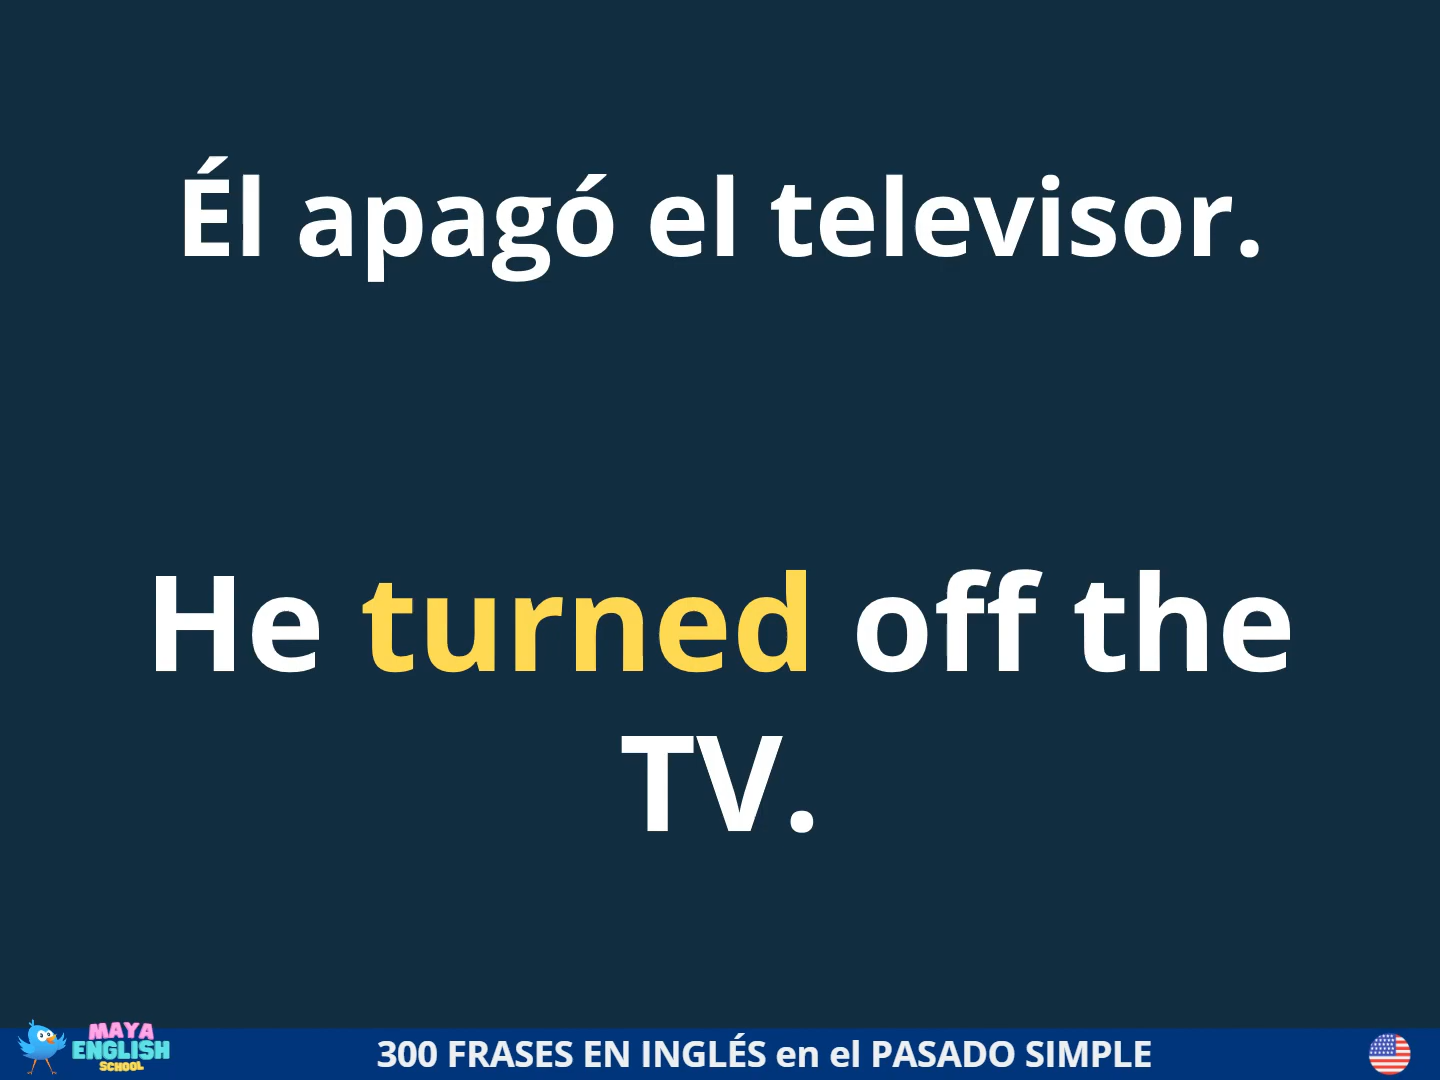 Él apagó el televisor.
He turned off the
TV.
MAYA
ENGLISH
SCHOOL
300 FRASES EN INGLÉS en el PASADO SIMPLE